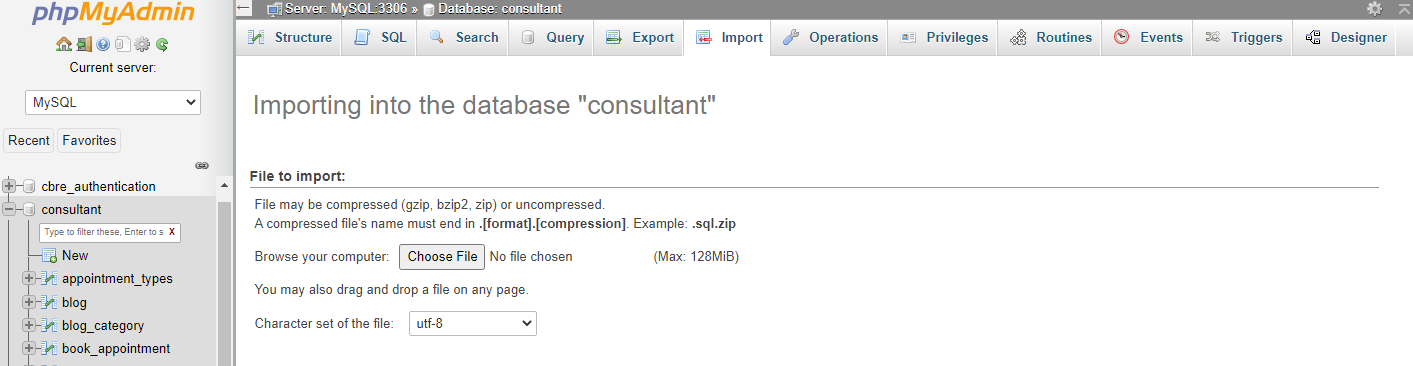 phpMyAdmin
Current server:
MySQL
Recent Favorites
cbre_authentication
consultant
Type to filter these, Enter to s X
New
appointment_types
blog
blog_category
book_appointment
Server: MySQL:3306 » Database: consultant
Structure SQL Search Query Export Import Operations Privileges Routines Events Triggers Designer
Importing into the database "consultant"
File to import:
File may be compressed (gzip, bzip2, zip) or uncompressed.
A compressed file's name must end in .[format].[compression]. Example: .sql.zip
Browse your computer: Choose File No file chosen (Max: 128MiB)
You may also drag and drop a file on any page.
Character set of the file: utf-8